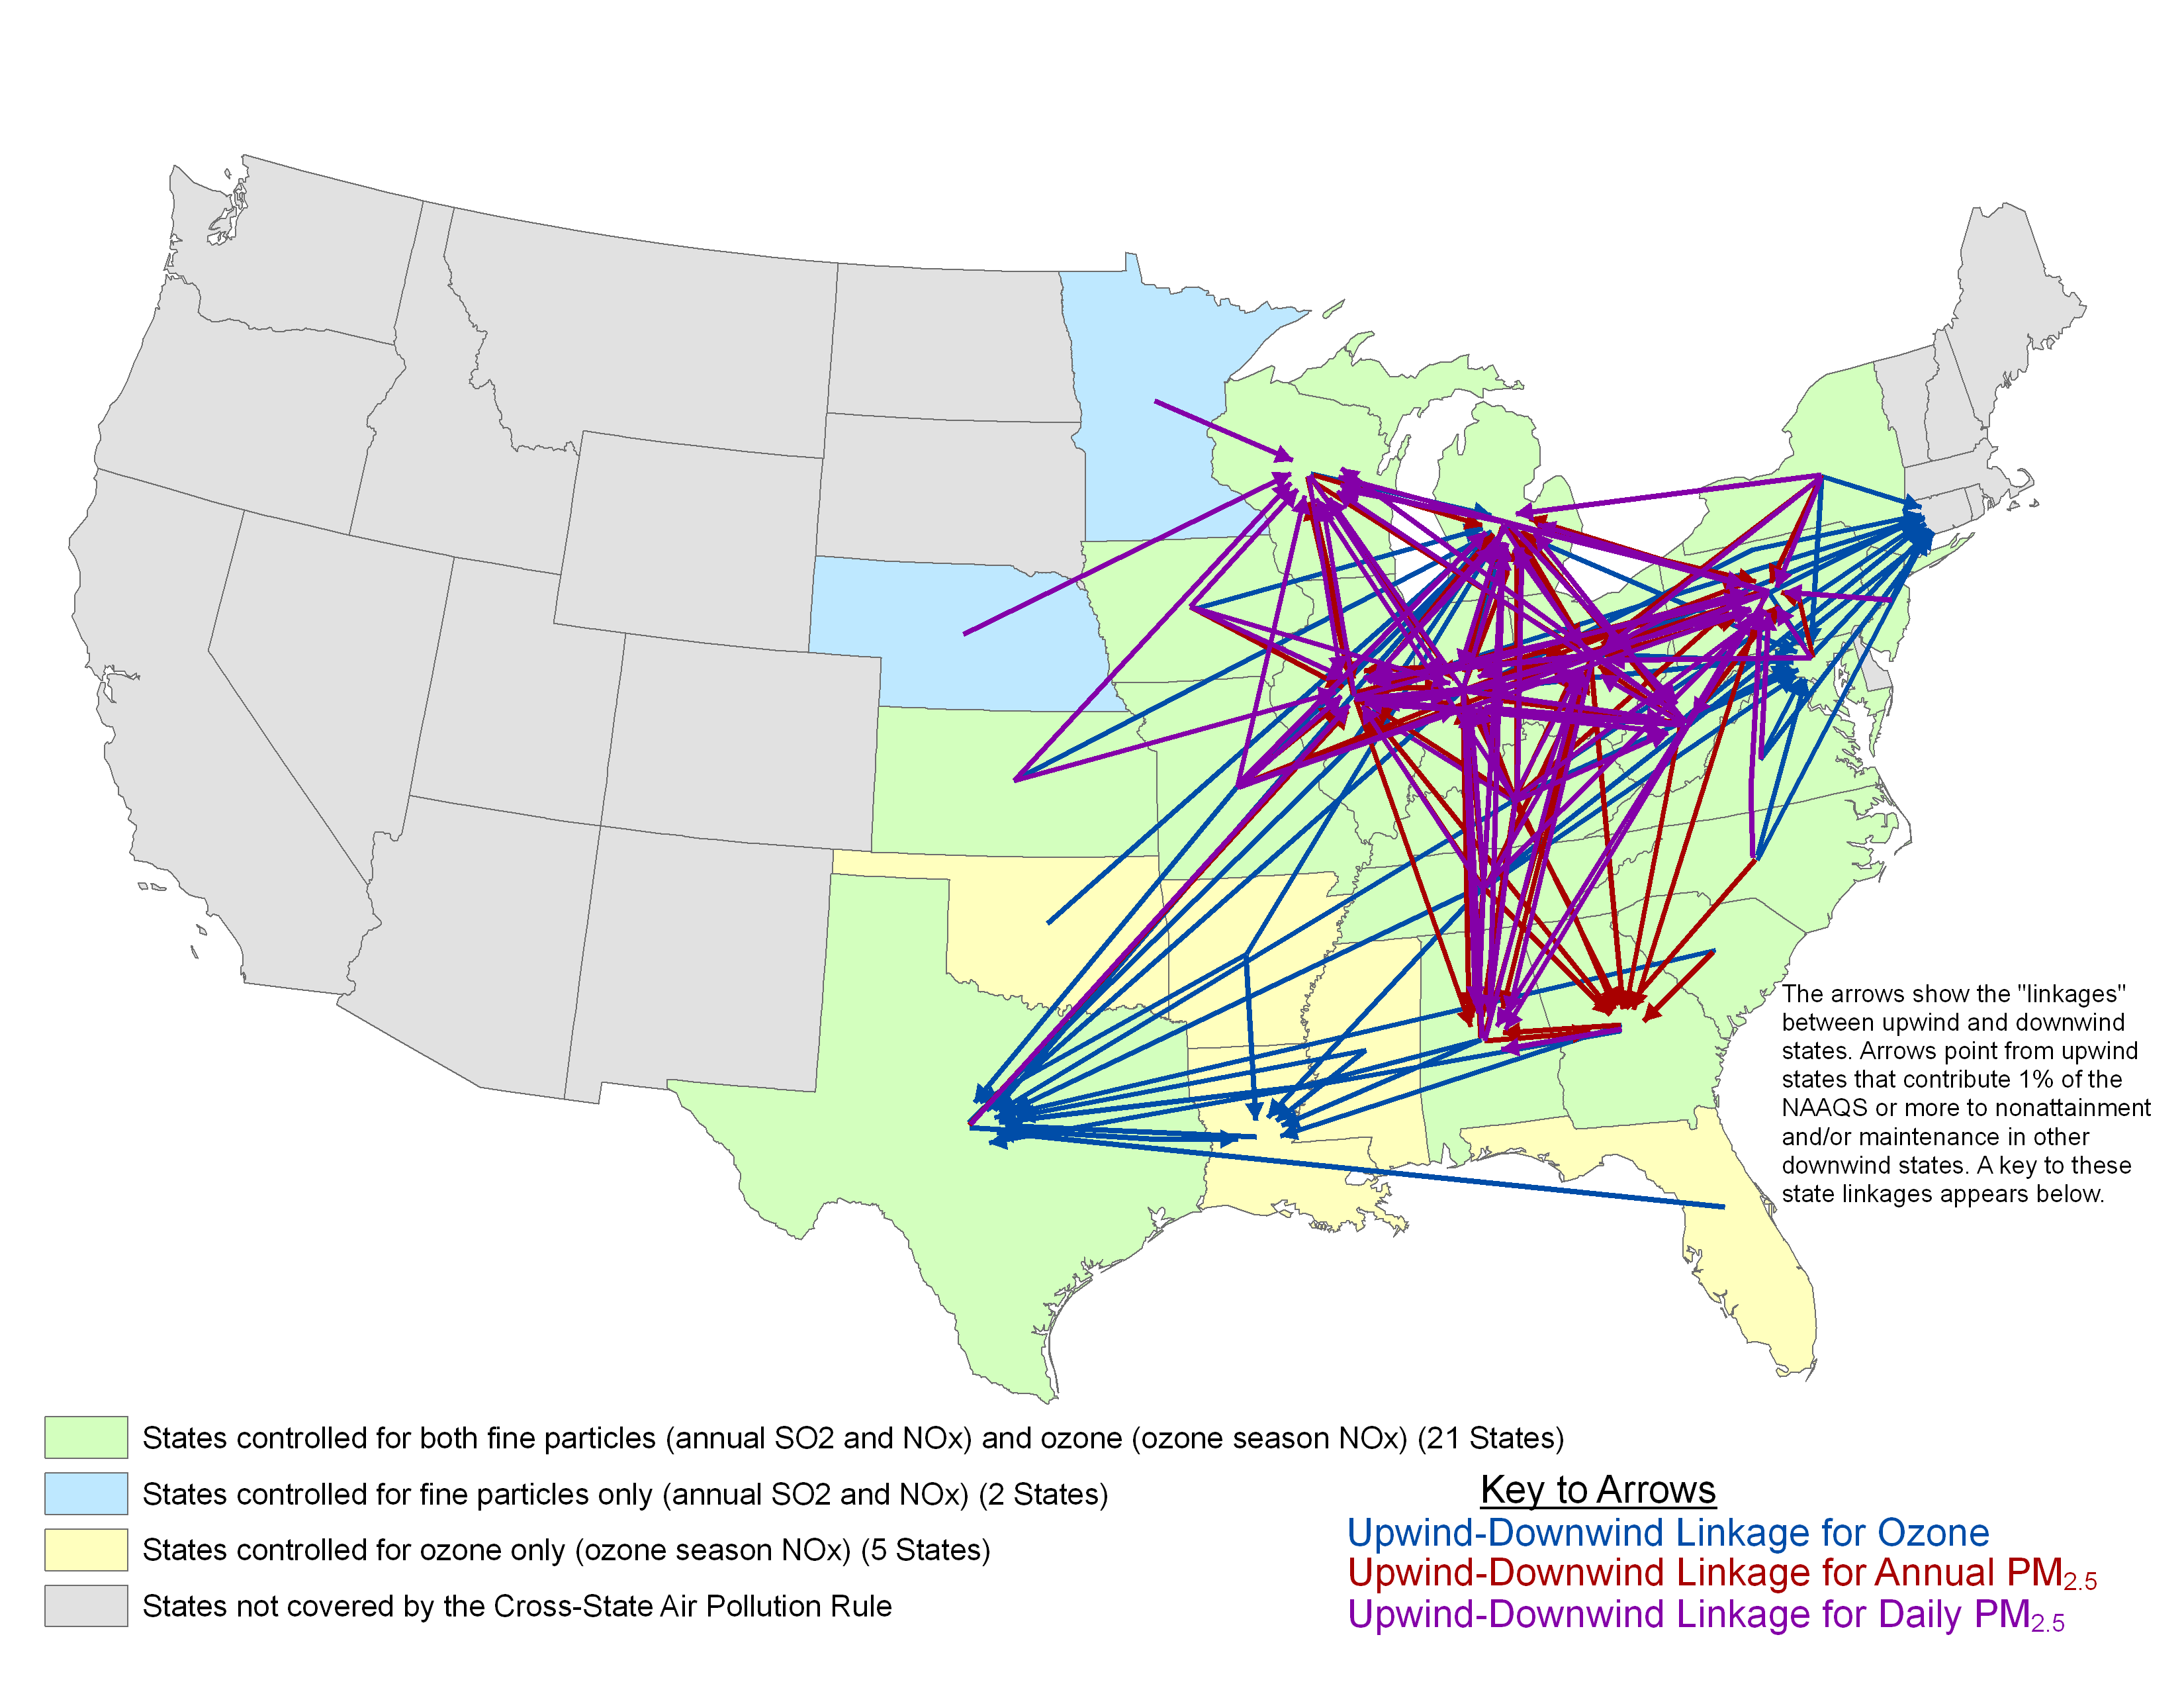 The arrows show the "linkages"
between upwind and downwind
states. Arrows point from upwind
states that contribute 1% of the
NAAQS or more to nonattainment
and/or maintenance in other
downwind states. A key to these
state linkages appears below.
States controlled for both fine particles (annual SO2 and NOx) and ozone (ozone season NOx) (21 States)
States controlled for fine particles only (annual SO2 and NOx) (2 States)
States controlled for ozone only (ozone season NOx) (5 States)
States not covered by the Cross-State Air Pollution Rule
Key to Arrows
Upwind-Downwind Linkage for Ozone
Upwind-Downwind Linkage for Annual PM2.5
Upwind-Downwind Linkage for Daily PM2.5